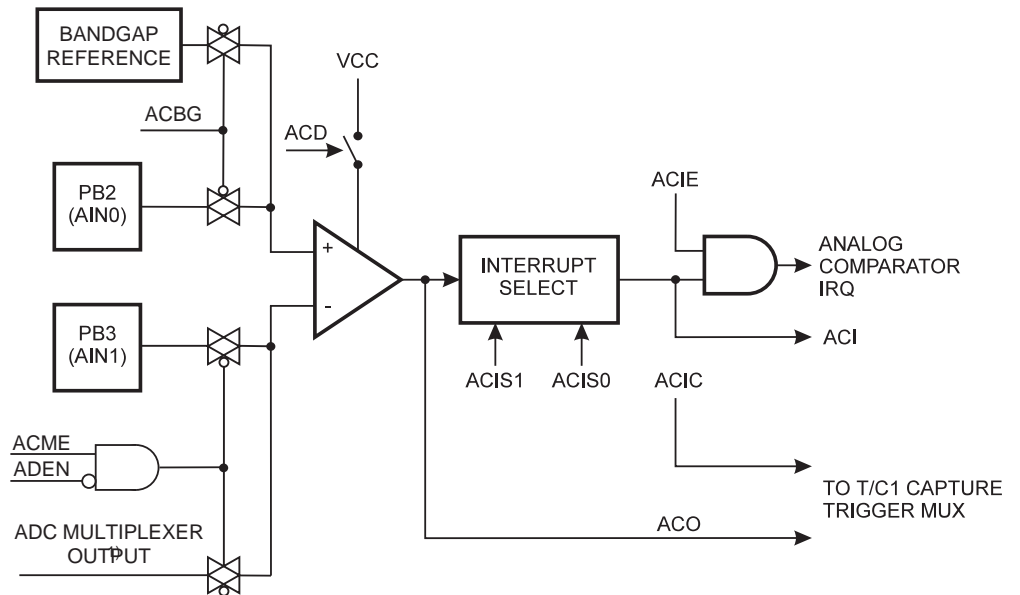 BANDGAP
REFERENCE
VCC
ACBG
ACD
PB2
(AIN0)
ACIE
+
INTERRUPT
SELECT
ANALOG
COMPARATOR
IRQ
-
PB3
(AIN1)
ACI
ACIS1
ACIS0
ACIC
ACME
ADEN
TO T/C1 CAPTURE
TRIGGER MUX
ACO
ADC MULTIPLEXER
OUTPUT
1)